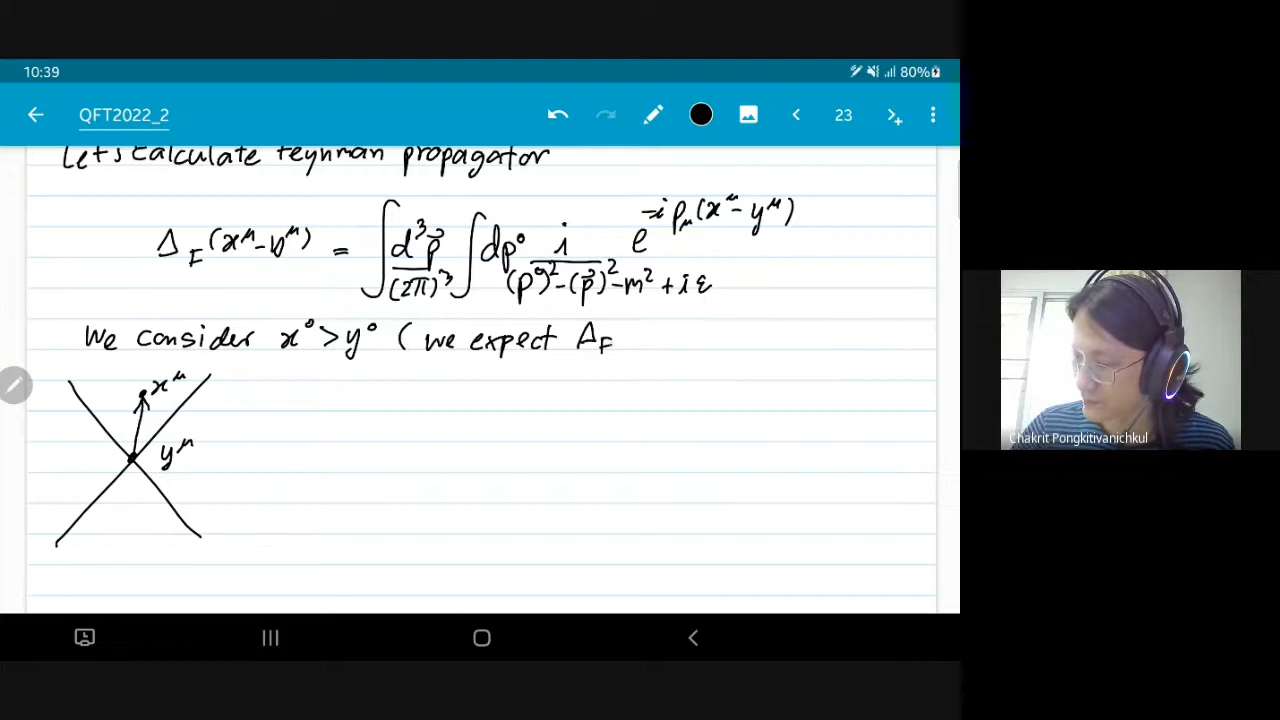 10:39 80%
QFT2022_2 23
Let's calculate Feynman propagator
Δ_F (x^μ - y^μ) = ∫ d³p⃗/(2π)³ ∫ dp⁰ i/((p⁰)² - (p⃗)² - m² + iε) e^{-i p_μ (x^μ - y^μ)}
We consider x⁰ > y⁰ ( we expect Δ_F
x^μ
y^μ
Chakrit Pongkitivanichkul